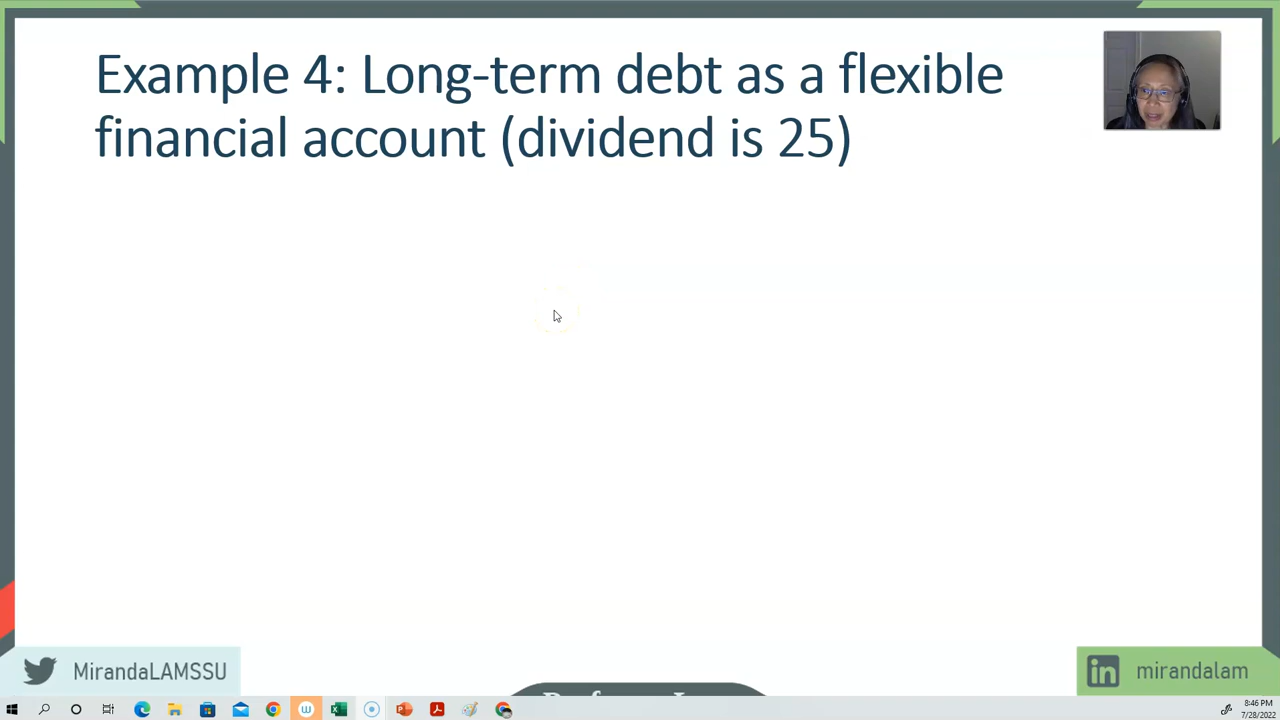 Example 4: Long-term debt as a flexible
financial account (dividend is 25)
MirandaLAMSSU
in mirandalam
8:46 PM
7/28/2022